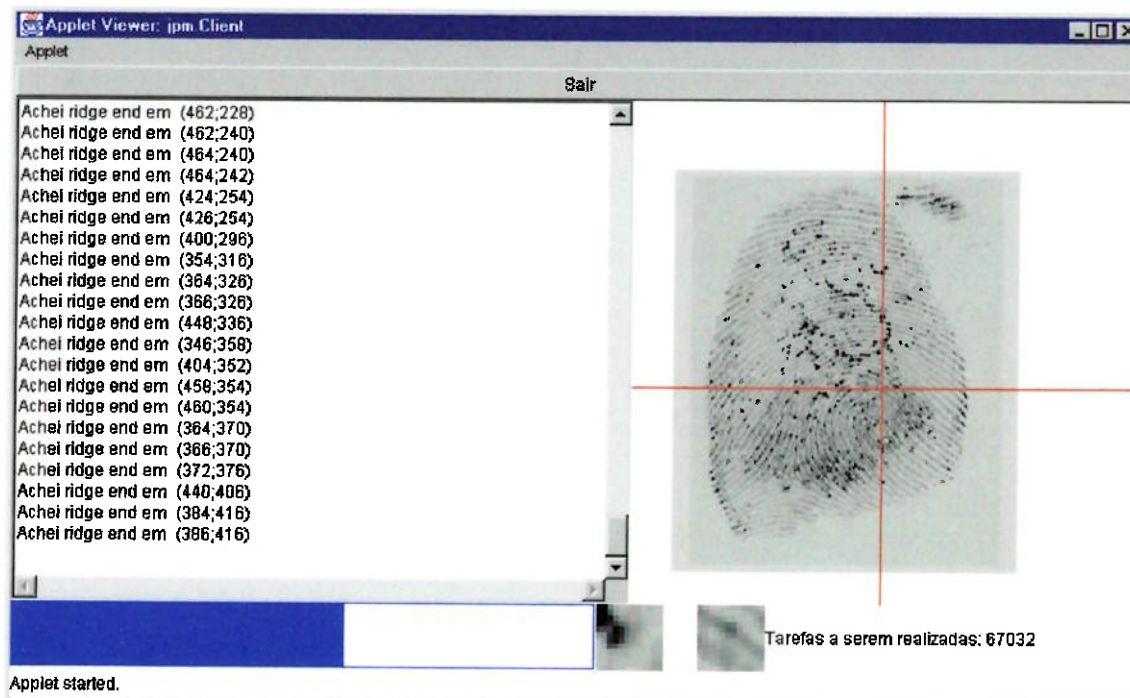 Applet Viewer: jpm.Client
Applet
Sair
Achei ridge end em (462;228)
Achei ridge end em (462;240)
Achei ridge end em (464;240)
Achei ridge end em (464;242)
Achei ridge end em (424;254)
Achei ridge end em (426;254)
Achei ridge end em (400;296)
Achei ridge end em (354;316)
Achei ridge end em (364;326)
Achei ridge end em (366;326)
Achei ridge end em (448;336)
Achei ridge end em (346;358)
Achei ridge end em (404;352)
Achei ridge end em (458;354)
Achei ridge end em (460;354)
Achei ridge end em (364;370)
Achei ridge end em (366;370)
Achei ridge end em (372;376)
Achei ridge end em (440;406)
Achei ridge end em (384;416)
Achei ridge end em (386;416)
Tarefas a serem realizadas: 67032
Applet started.